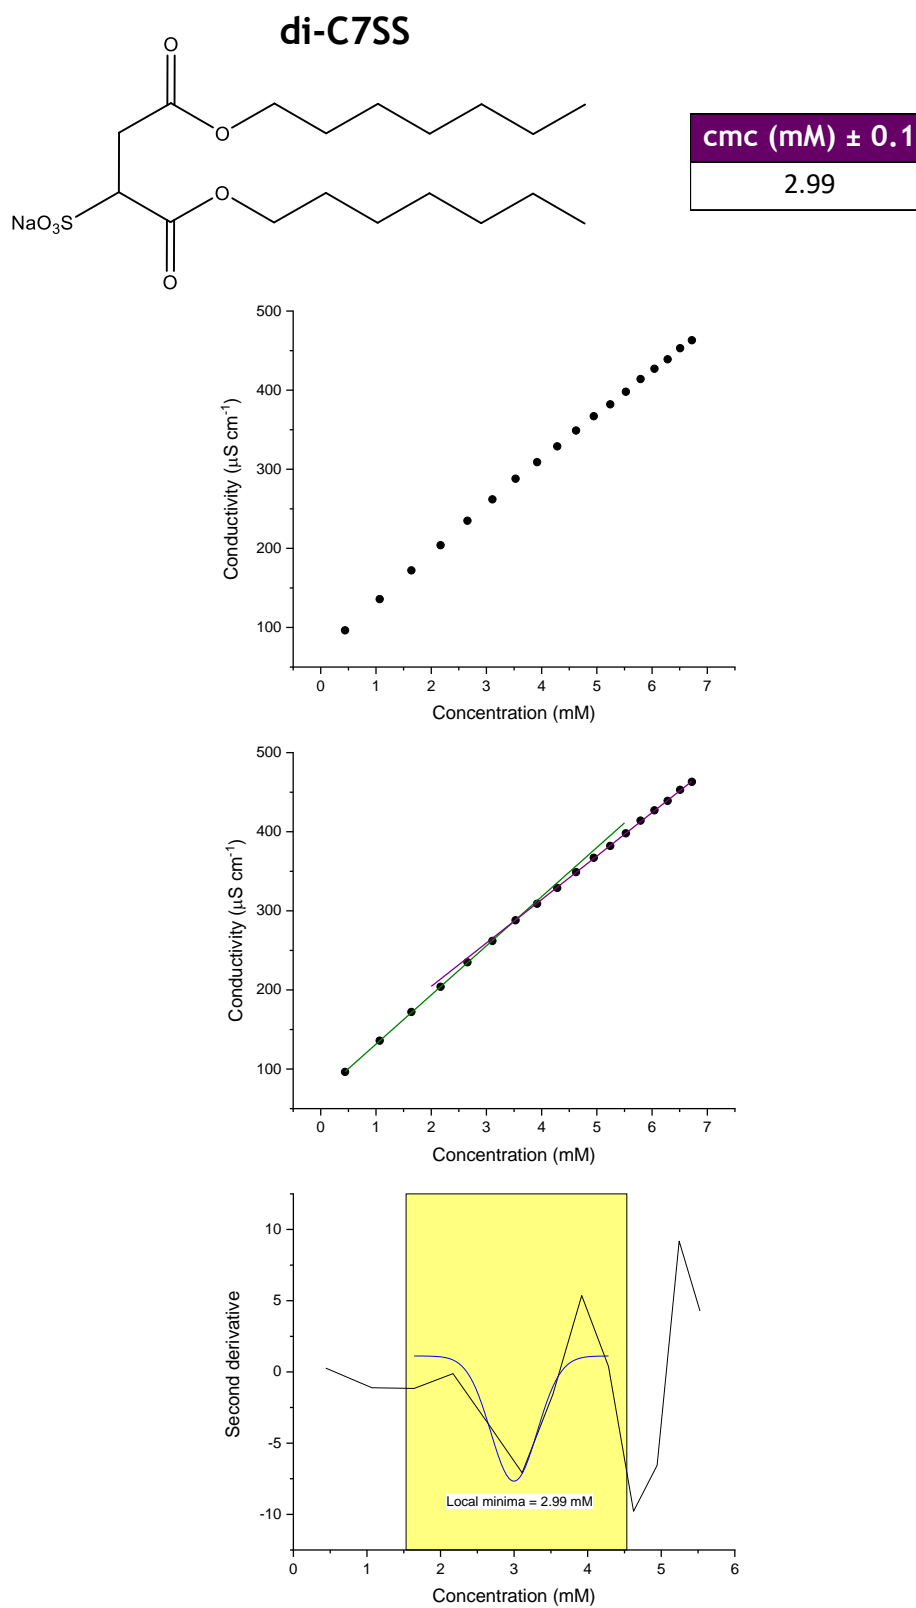 di-C7SS
O
O
O
O
NaO₃S
cmc (mM) ± 0.1
2.99
500
400
300
200
100
Conductivity (μS cm⁻¹)
0 1 2 3 4 5 6 7
Concentration (mM)
500
400
300
200
100
Conductivity (μS cm⁻¹)
0 1 2 3 4 5 6 7
Concentration (mM)
10
5
0
-5
-10
Second derivative
Local minima = 2.99 mM
0 1 2 3 4 5 6
Concentration (mM)